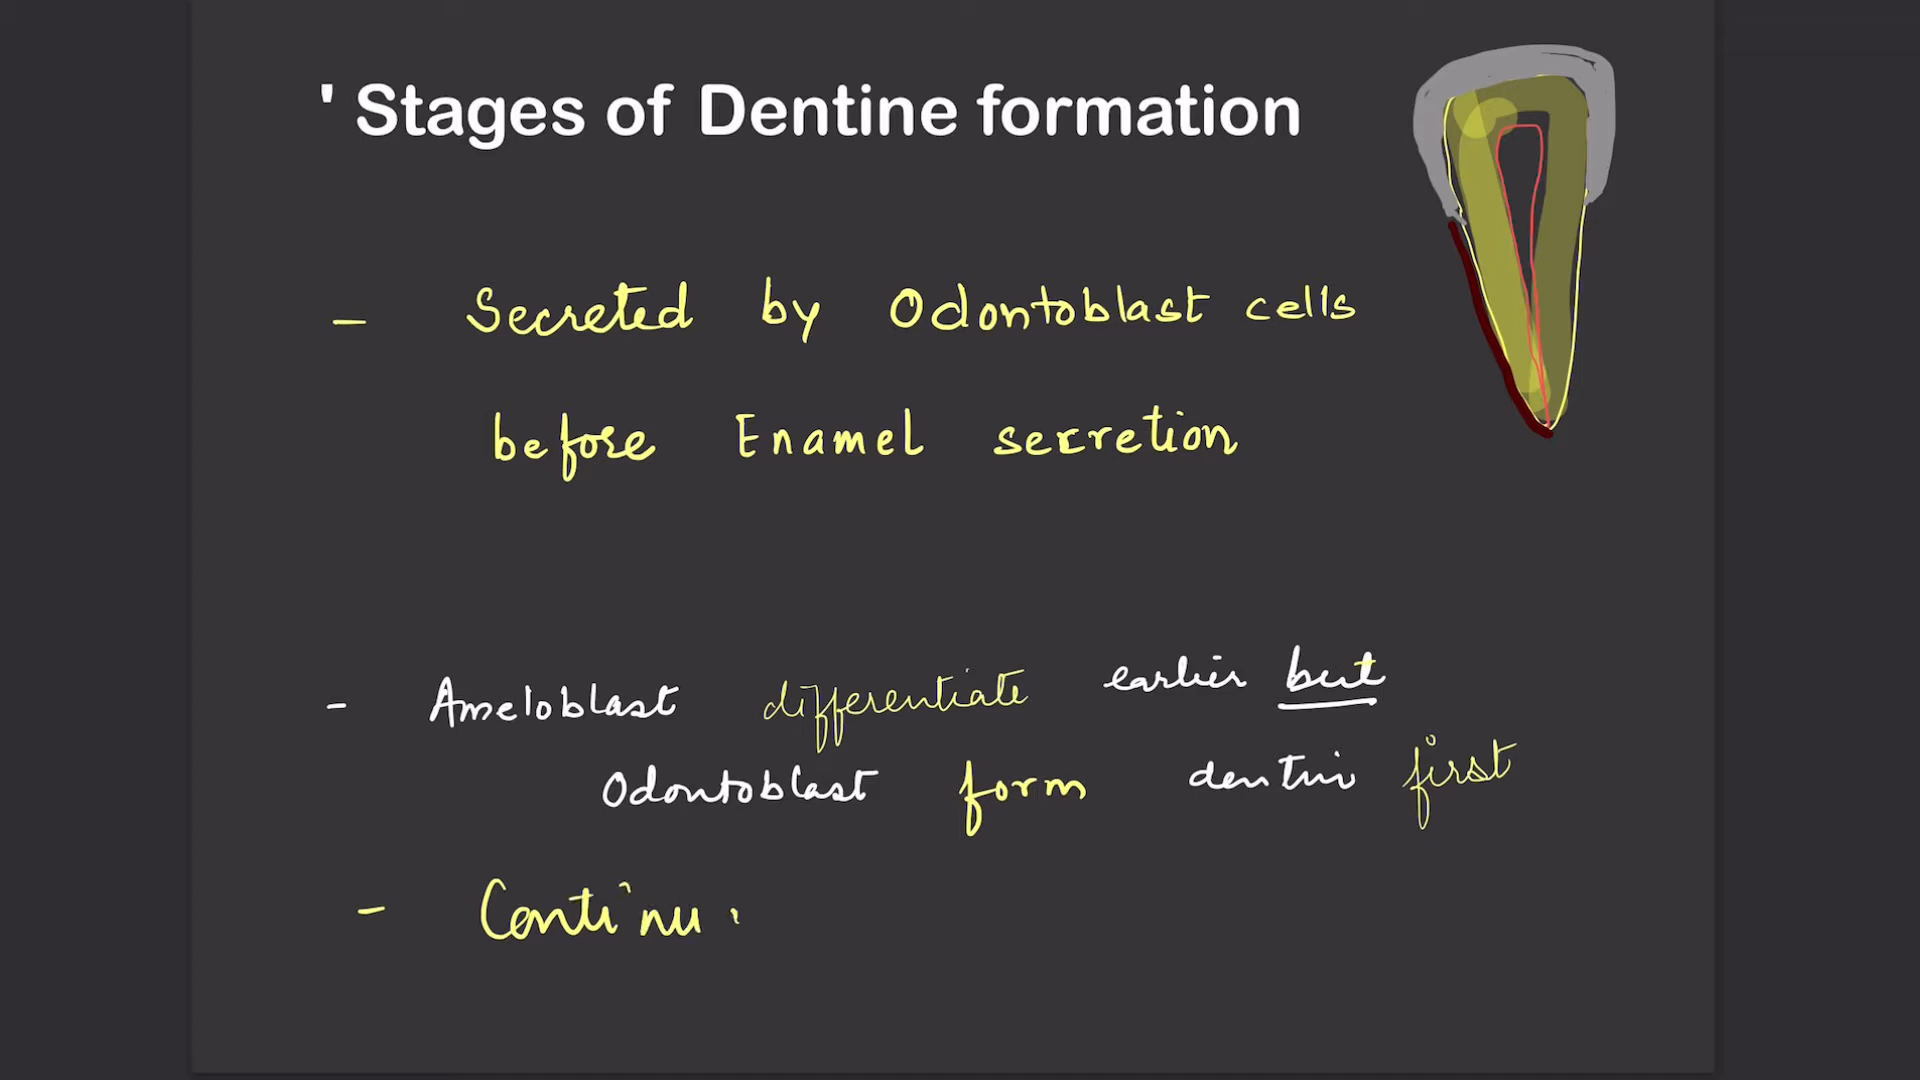 ' Stages of Dentine formation
- Secreted by Odontoblast cells
before Enamel secretion
- Ameloblast differentiate earlier but
Odontoblast form dentin first
- Continu